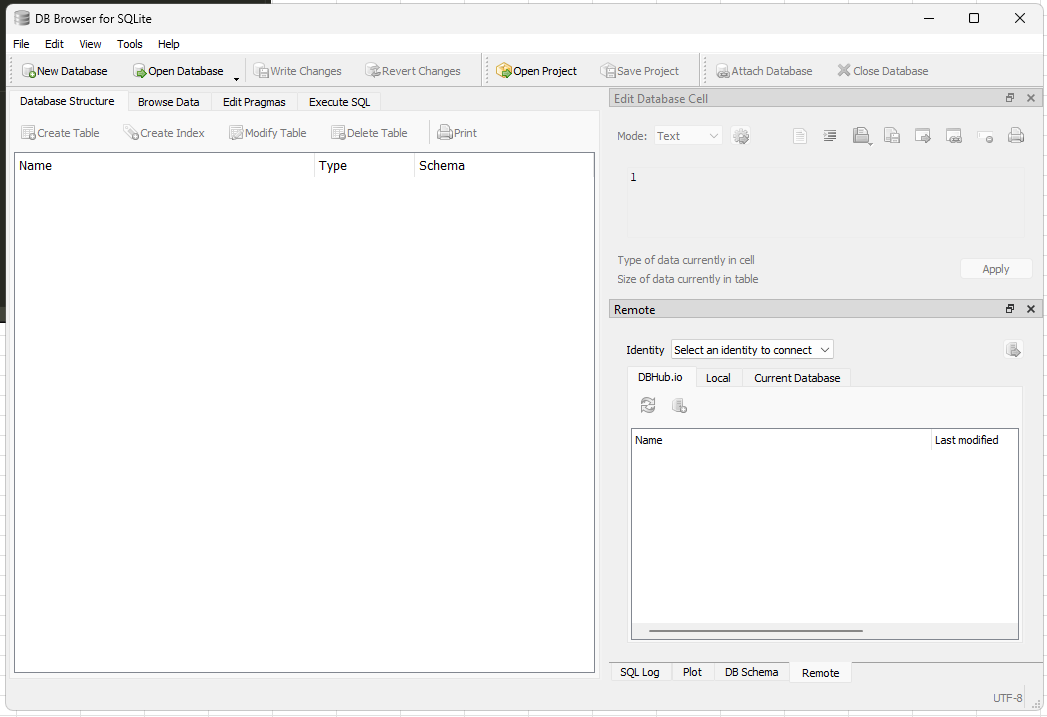 DB Browser for SQLite
File Edit View Tools Help
New Database Open Database Write Changes Revert Changes Open Project Save Project Attach Database Close Database
Database Structure Browse Data Edit Pragmas Execute SQL
Create Table Create Index Modify Table Delete Table Print
Name Type Schema
Edit Database Cell
Mode: Text
1
Type of data currently in cell
Size of data currently in table
Apply
Remote
Identity Select an identity to connect
DBHub.io Local Current Database
Name Last modified
SQL Log Plot DB Schema Remote
UTF-8